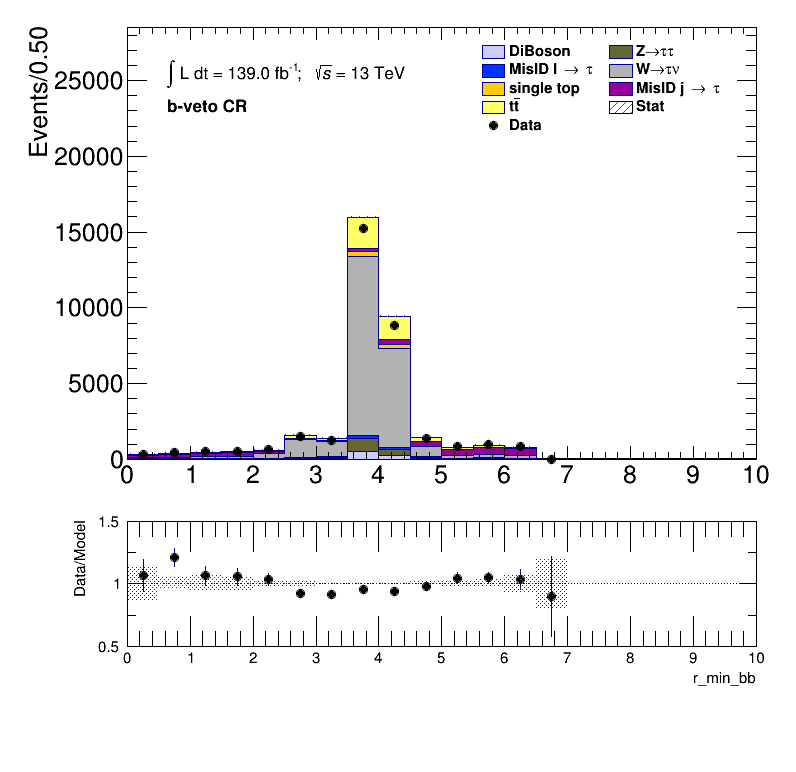 Events/0.50
∫ L dt = 139.0 fb⁻¹; √s = 13 TeV
b-veto CR
DiBoson
MisID l → τ
single top
tt̄
Data
Z→ττ
W→τν
MisID j → τ
Stat
25000
20000
15000
10000
5000
0
0 1 2 3 4 5 6 7 8 9 10
Data/Model
1.5
1
0.5
0 1 2 3 4 5 6 7 8 9 10
r_min_bb